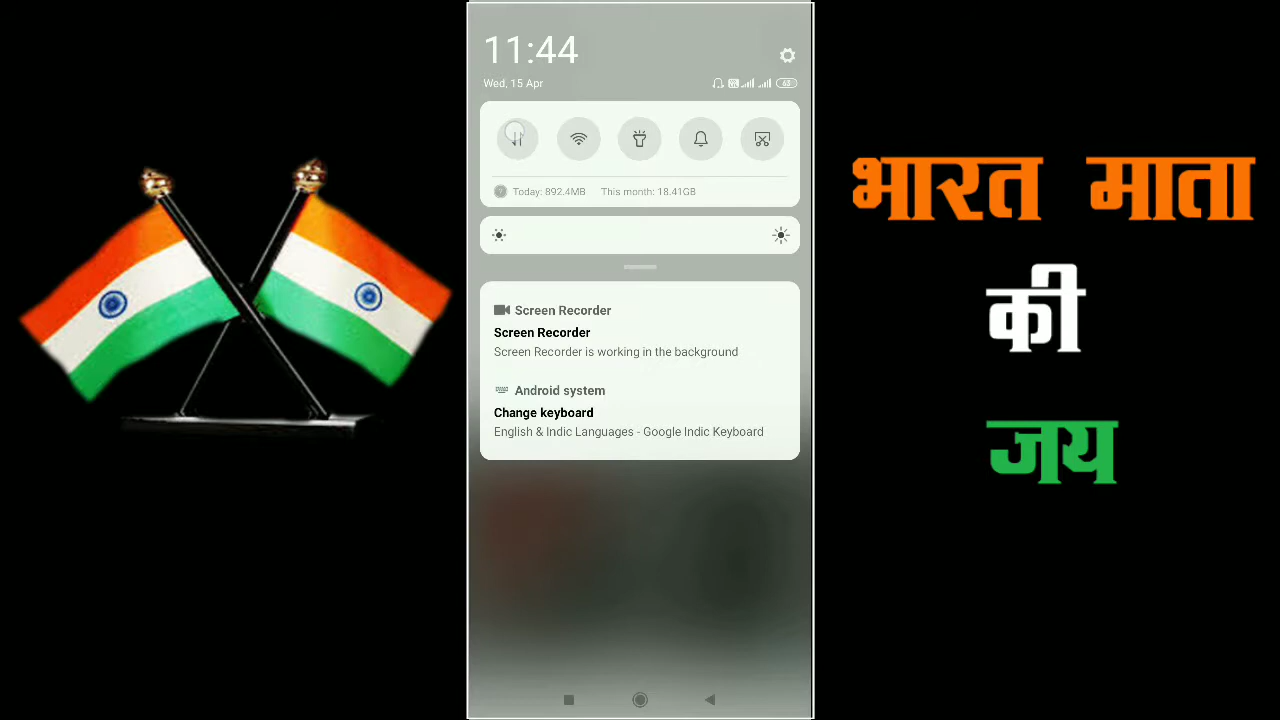 11:44
Wed, 15 Apr
63
Today: 892.4MB This month: 18.41GB
Screen Recorder
Screen Recorder
Screen Recorder is working in the background
Android system
Change keyboard
English & Indic Languages - Google Indic Keyboard
भारत माता
की
जय